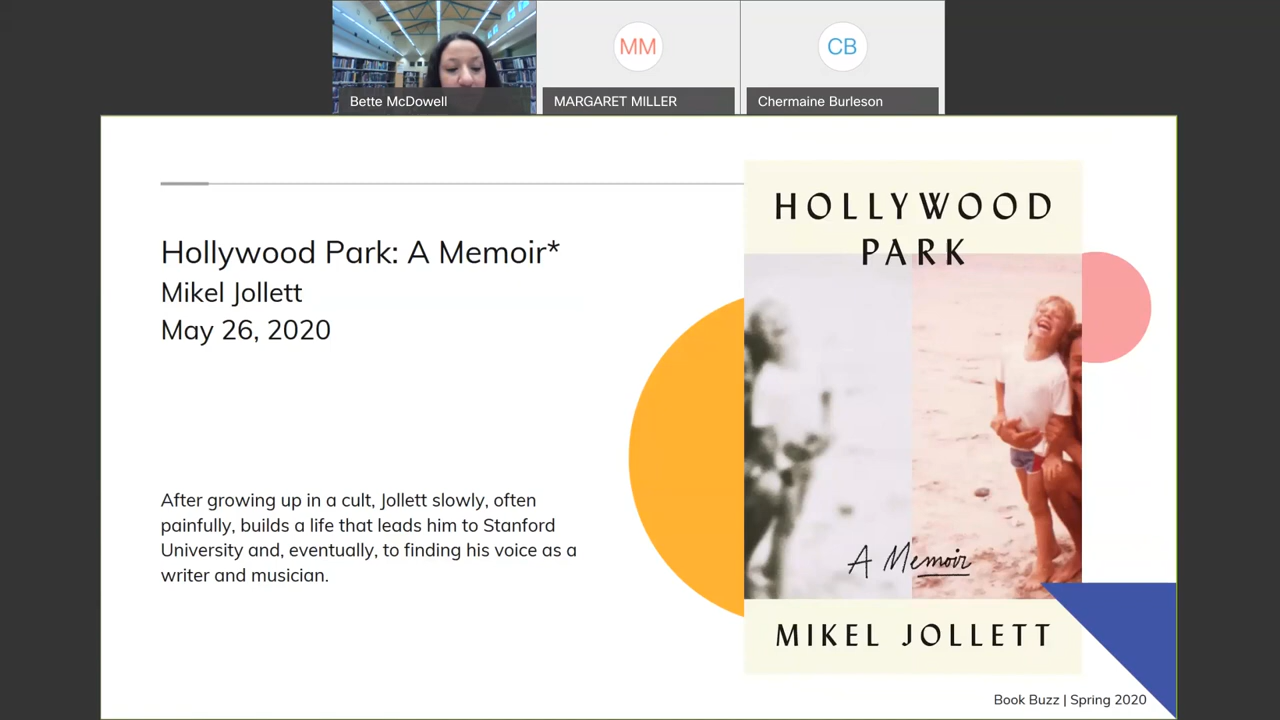 MM
CB
Bette McDowell
MARGARET MILLER
Chermaine Burleson
Hollywood Park: A Memoir*
Mikel Jollett
May 26, 2020
After growing up in a cult, Jollett slowly, often
painfully, builds a life that leads him to Stanford
University and, eventually, to finding his voice as a
writer and musician.
HOLLYWOOD
PARK
A Memoir
MIKEL JOLLETT
Book Buzz | Spring 2020